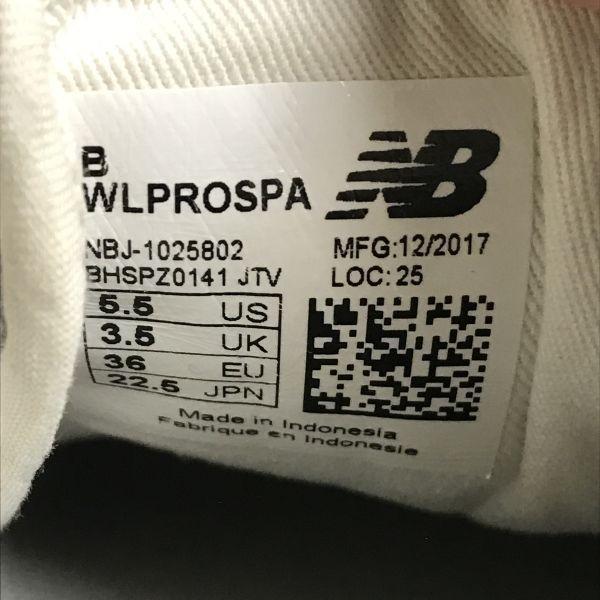 B
WLPROSPA
NB
NBJ-1025802
MFG:12/2017
BHSPZ0141 JTV
LOC:25
5.5 US
3.5 UK
36 EU
22.5 JPN
Made in Indonesia
Fabrique en Indonesie